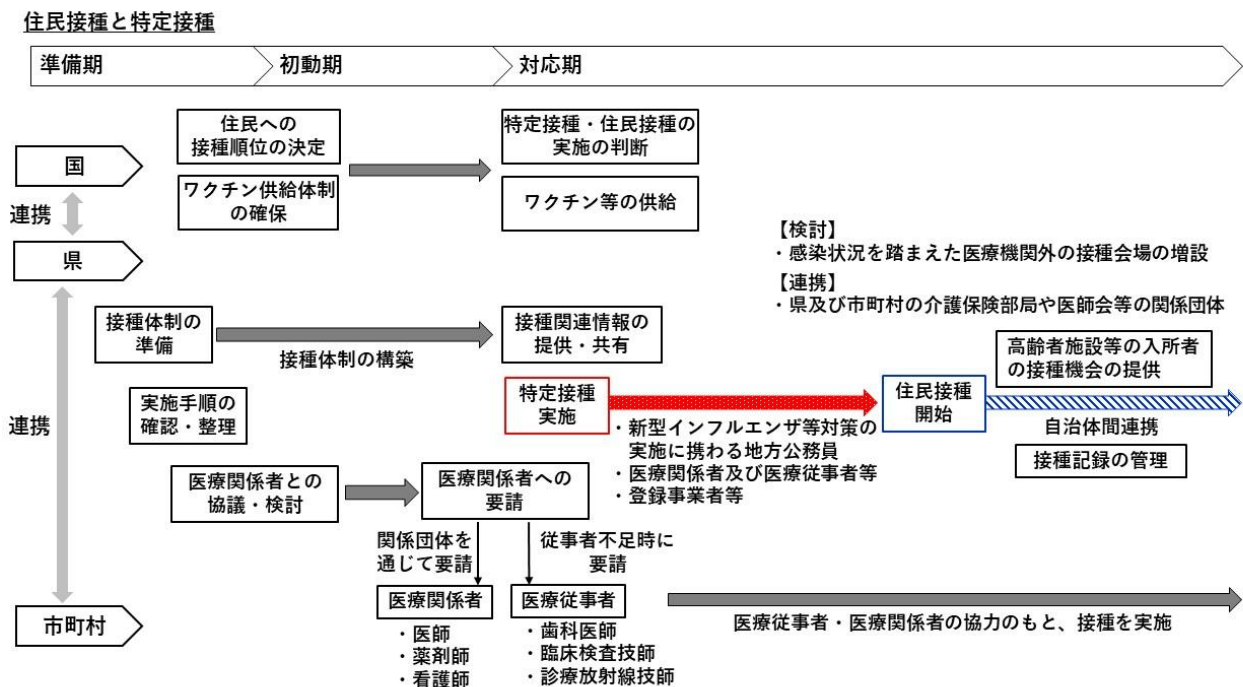 住民接種と特定接種
準備期
初動期
対応期
国
住民への
接種順位の決定
ワクチン供給体制
の確保
特定接種・住民接種の
実施の判断
ワクチン等の供給
連携
県
【検討】
・感染状況を踏まえた医療機関外の接種会場の増設
【連携】
・県及び市町村の介護保険部局や医師会等の関係団体
接種体制の
準備
接種体制の構築
接種関連情報の
提供・共有
高齢者施設等の入所者
の接種機会の提供
特定接種
実施
住民接種
開始
自治体間連携
接種記録の管理
・新型インフルエンザ等対策の
実施に携わる地方公務員
・医療関係者及び医療従事者等
・登録事業者等
実施手順の
確認・整理
連携
医療関係者との
協議・検討
医療関係者への
要請
関係団体を
通じて要請
従事者不足時に
要請
医療関係者
・医師
・薬剤師
・看護師
医療従事者
・歯科医師
・臨床検査技師
・診療放射線技師
市町村
医療従事者・医療関係者の協力のもと、接種を実施